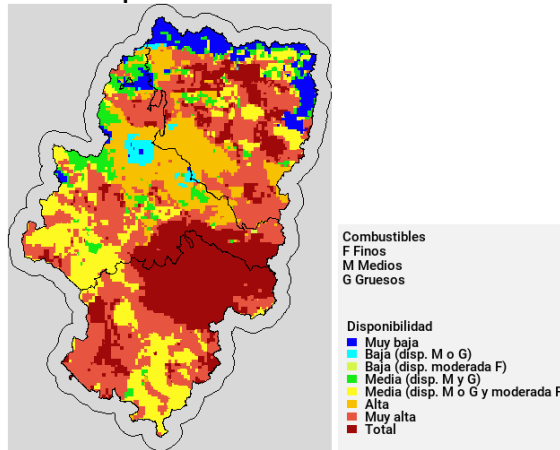 Combustibles
F Finos
M Medios
G Gruesos
Disponibilidad
Muy baja
Baja (disp. M o G)
Baja (disp. moderada F)
Media (disp. M y G)
Media (disp. M o G y moderada F
Alta
Muy alta
Total